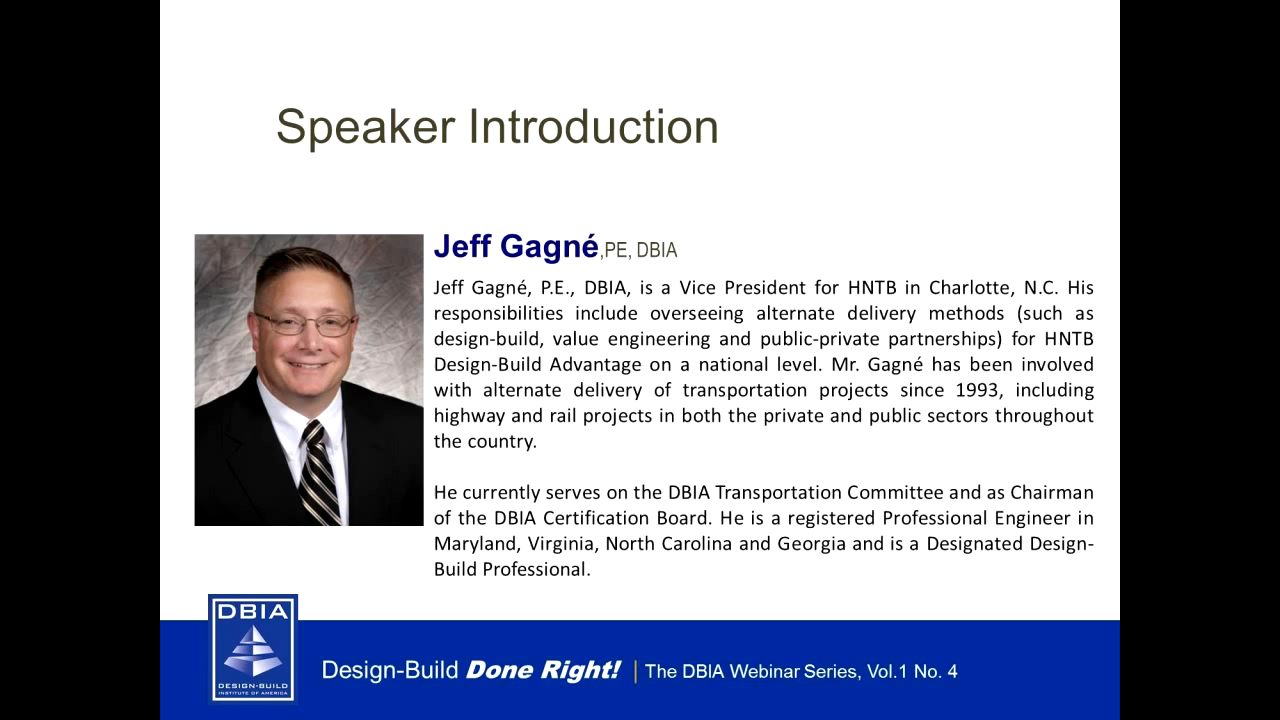 Speaker Introduction
Jeff Gagné,PE, DBIA
Jeff Gagné, P.E., DBIA, is a Vice President for HNTB in Charlotte, N.C. His
responsibilities include overseeing alternate delivery methods (such as
design-build, value engineering and public-private partnerships) for HNTB
Design-Build Advantage on a national level. Mr. Gagné has been involved
with alternate delivery of transportation projects since 1993, including
highway and rail projects in both the private and public sectors throughout
the country.
He currently serves on the DBIA Transportation Committee and as Chairman
of the DBIA Certification Board. He is a registered Professional Engineer in
Maryland, Virginia, North Carolina and Georgia and is a Designated Design-
Build Professional.
DBIA
DESIGN-BUILD
INSTITUTE OF AMERICA
Design-Build Done Right! | The DBIA Webinar Series, Vol.1 No. 4